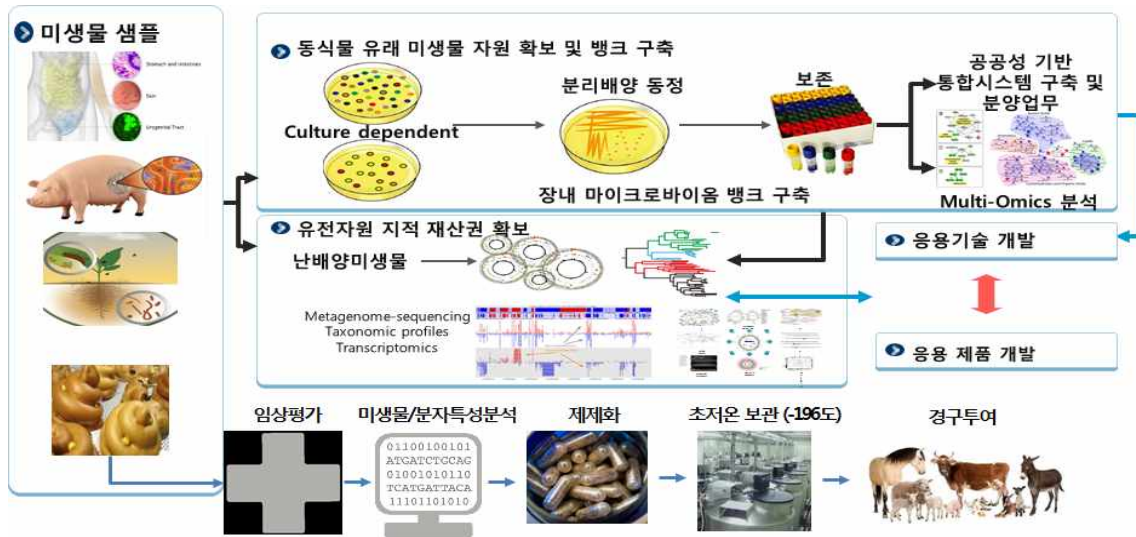 미생물 샘플
Stomach and intestines
Skin
Urogenital Tract
동식물 유래 미생물 자원 확보 및 뱅크 구축
Culture dependent
분리배양 동정
보존
공공성 기반
통합시스템 구축 및
분양업무
장내 마이크로바이옴 뱅크 구축
Multi-Omics 분석
유전자원 지적 재산권 확보
난배양미생물
Metagenome-sequencing
Taxonomic profiles
Transcriptomics
응용기술 개발
응용 제품 개발
임상평가
미생물/분자특성분석
제제화
초저온 보관 (-196도)
경구투여
01100100101
ATGATCTGCAG
01001010110
TCATGATTACA
11101101010